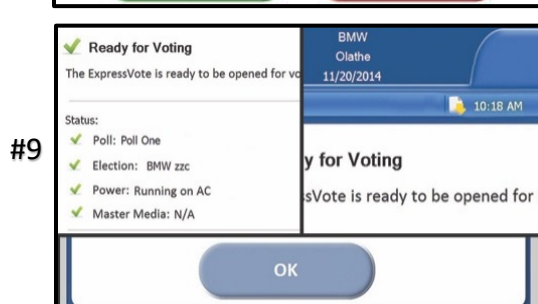 #9
Ready for Voting
The ExpressVote is ready to be opened for vo
Status:
Poll: Poll One
Election: BMW zzc
Power: Running on AC
Master Media: N/A
BMW
Olathe
11/20/2014
10:18 AM
y for Voting
sVote is ready to be opened for
OK